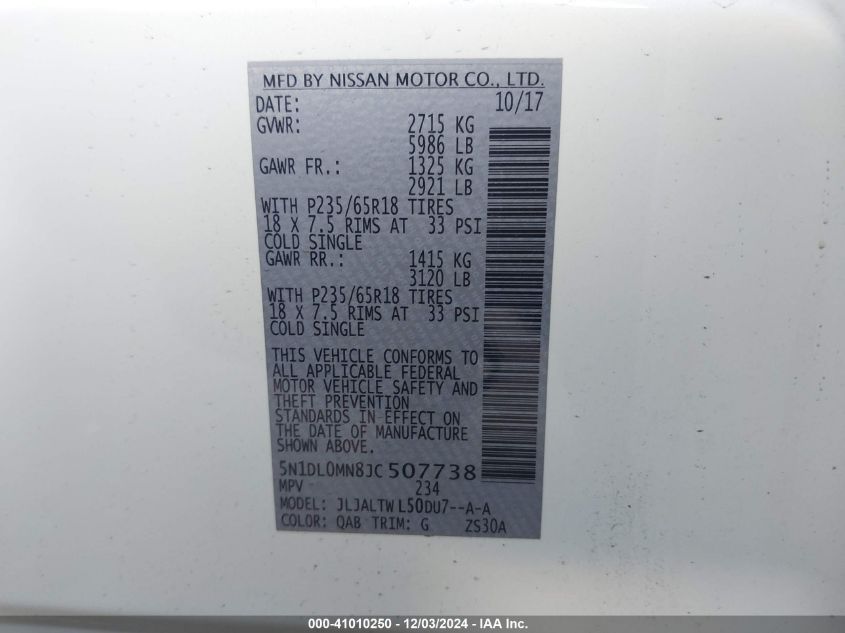 MFD BY NISSAN MOTOR CO., LTD.
DATE: 10/17
GVWR: 2715 KG
5986 LB
GAWR FR.: 1325 KG
2921 LB
WITH P235/65R18 TIRES
18 X 7.5 RIMS AT 33 PSI
COLD SINGLE
GAWR RR.: 1415 KG
3120 LB
WITH P235/65R18 TIRES
18 X 7.5 RIMS AT 33 PSI
COLD SINGLE
THIS VEHICLE CONFORMS TO
ALL APPLICABLE FEDERAL
MOTOR VEHICLE SAFETY AND
THEFT PREVENTION
STANDARDS IN EFFECT ON
THE DATE OF MANUFACTURE
SHOWN ABOVE.
5N1DL0MN8JC507738
MPV 234
MODEL: JLJALTWL50DU7--A-A
COLOR: QAB TRIM: G ZS30A
000-41010250 - 12/03/2024 - IAA Inc.